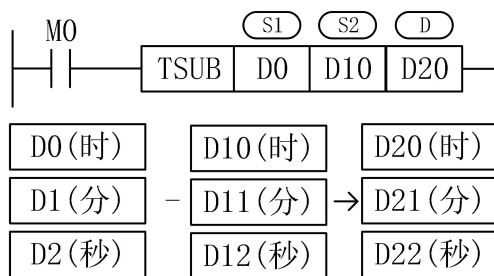 S1 S2 D
M0
TSUB D0 D10 D20
D0(时) D10(时) D20(时)
D1(分) - D11(分) → D21(分)
D2(秒) D12(秒) D22(秒)